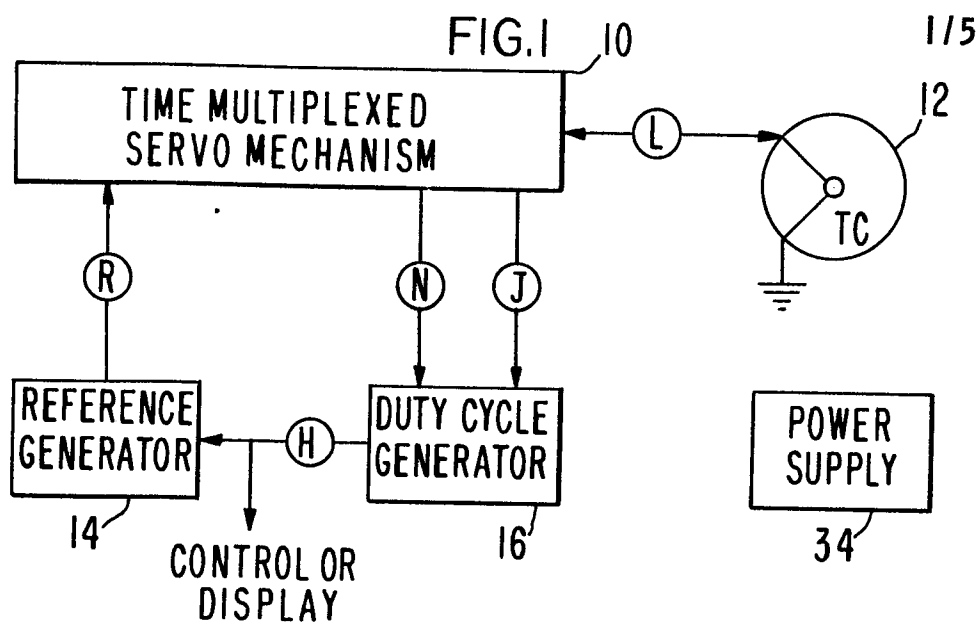 FIG.1
10
1/5
TIME MULTIPLEXED
SERVO MECHANISM
L
12
TC
R
N
J
REFERENCE
GENERATOR
H
DUTY CYCLE
GENERATOR
POWER
SUPPLY
14
16
34
CONTROL OR
DISPLAY